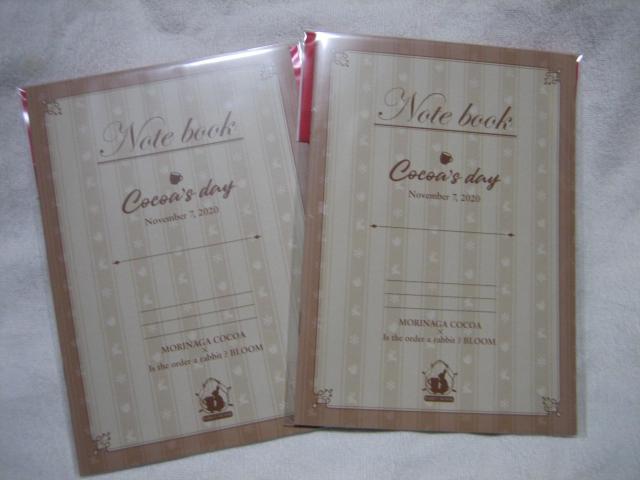 Note book
Cocoa's day
November 7, 2020
MORINAGA COCOA
×
Is the order a rabbit ? BLOOM
Note book
Cocoa's day
November 7, 2020
MORINAGA COCOA
×
Is the order a rabbit ? BLOOM